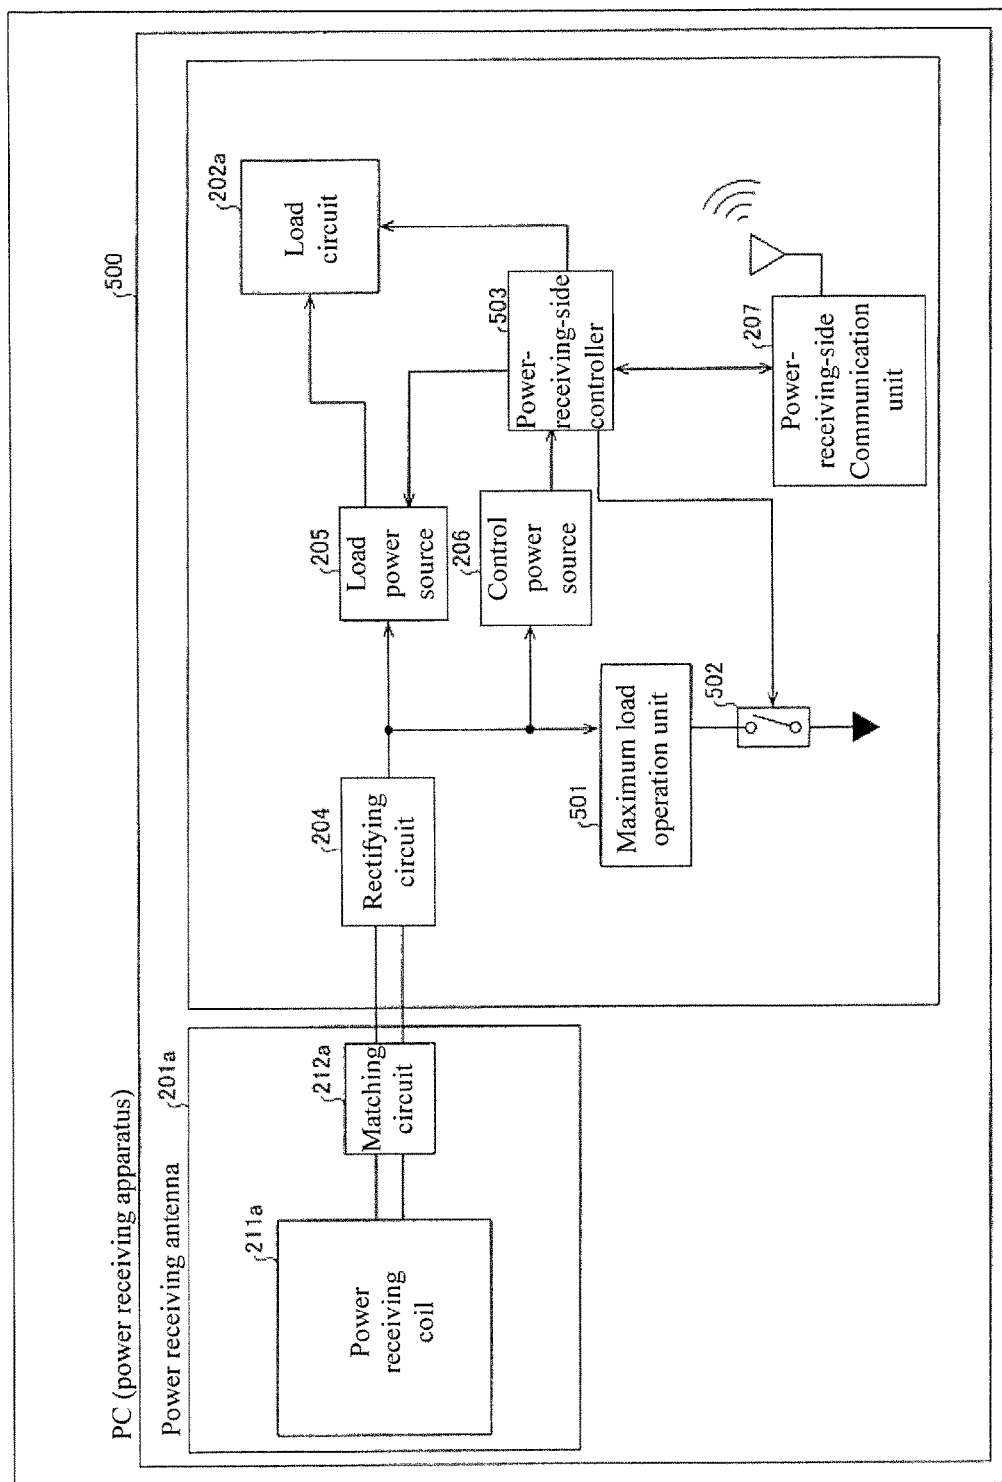 PC (power receiving apparatus)
500
Power receiving antenna
201a
211a
Power
receiving
coil
212a
Matching
circuit
204
Rectifying
circuit
205
Load
power
source
202a
Load
circuit
206
Control
power
source
503
Power-
receiving-side
controller
501
Maximum load
operation unit
502
207
Power-
receiving-side
Communication
unit